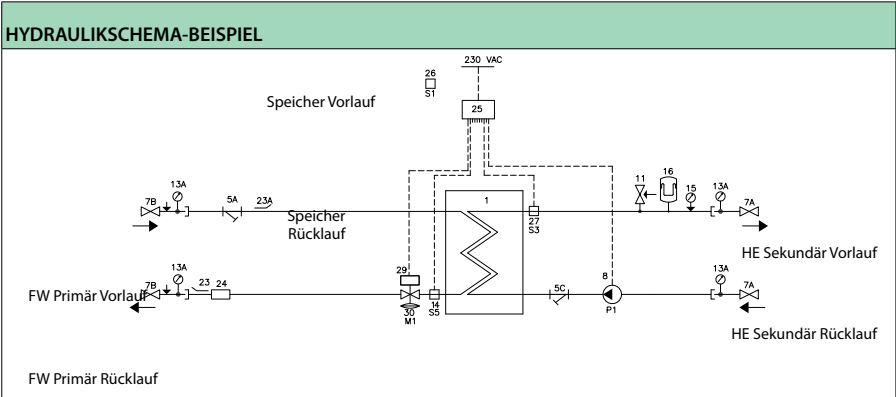 HYDRAULIKSCHEMA-BEISPIEL
230 VAC
26
S1
Speicher Vorlauf
25
1
11
16
15
13A
7A
13A
7B
5A
23A
Speicher
Rücklauf
27
S3
HE Sekundär Vorlauf
29
8
13A
7A
13A
23
24
5C
FW Primär Vorlauf
7B
14
S5
30
M1
P1
HE Sekundär Rücklauf
FW Primär Rücklauf